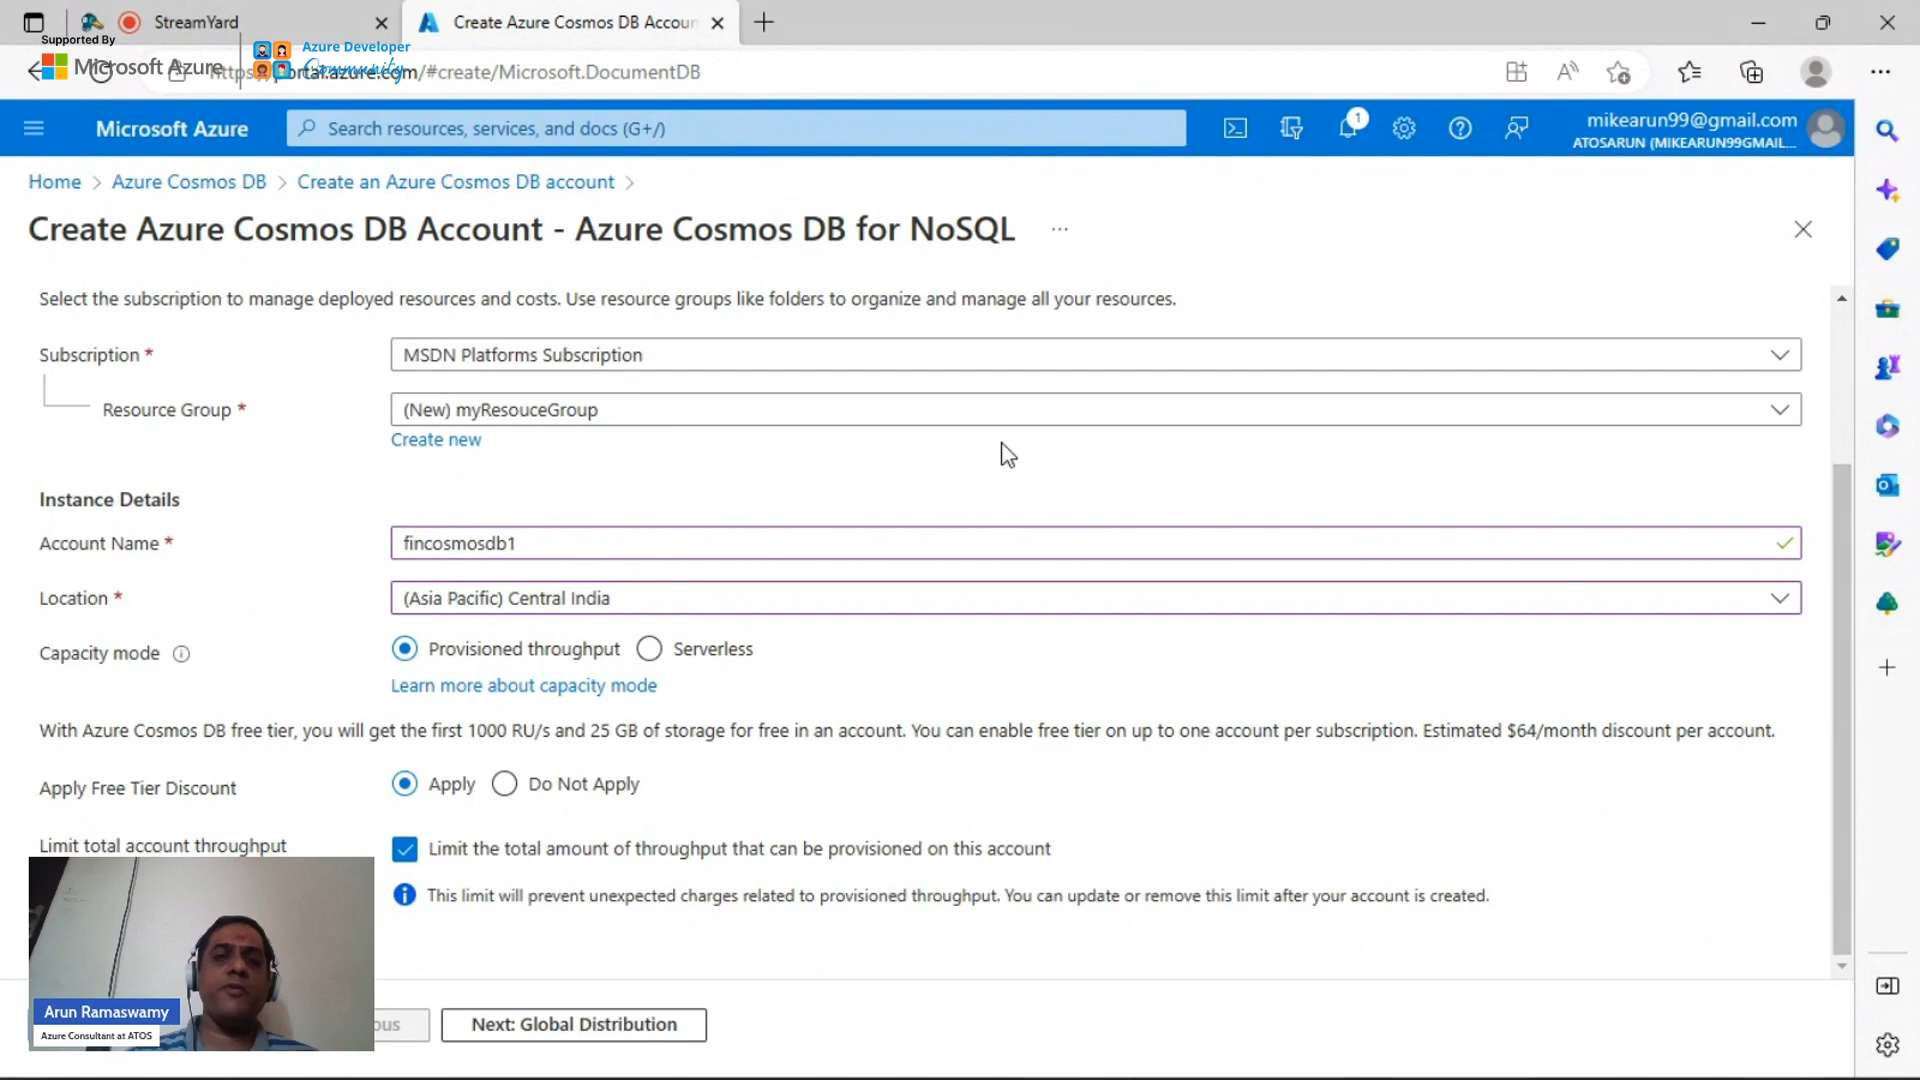 StreamYard
Create Azure Cosmos DB Accoun
Supported By
Microsoft Azure
Azure Developer
Community
https://portal.azure.com/#create/Microsoft.DocumentDB
Microsoft Azure
Search resources, services, and docs (G+/)
1
mikearun99@gmail.com
ATOSARUN (MIKEARUN99GMAIL...
Home > Azure Cosmos DB > Create an Azure Cosmos DB account >
Create Azure Cosmos DB Account - Azure Cosmos DB for NoSQL ...
Select the subscription to manage deployed resources and costs. Use resource groups like folders to organize and manage all your resources.
Subscription * MSDN Platforms Subscription
Resource Group * (New) myResouceGroup
Create new
Instance Details
Account Name * fincosmosdb1
Location * (Asia Pacific) Central India
Capacity mode Provisioned throughput Serverless
Learn more about capacity mode
With Azure Cosmos DB free tier, you will get the first 1000 RU/s and 25 GB of storage for free in an account. You can enable free tier on up to one account per subscription. Estimated $64/month discount per account.
Apply Free Tier Discount Apply Do Not Apply
Limit total account throughput Limit the total amount of throughput that can be provisioned on this account
This limit will prevent unexpected charges related to provisioned throughput. You can update or remove this limit after your account is created.
Arun Ramaswamy
Azure Consultant at ATOS
ous
Next: Global Distribution